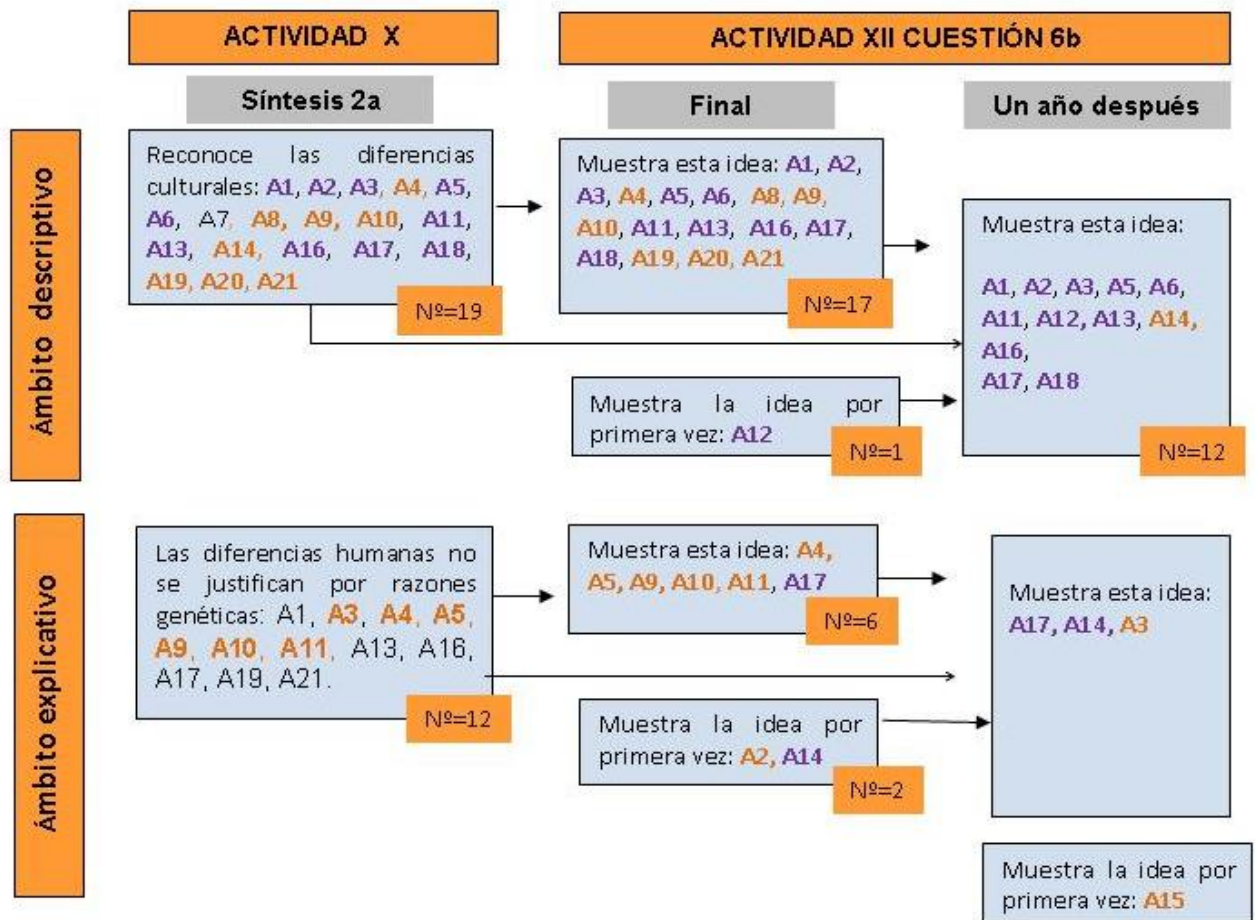 ACTIVIDAD X
ACTIVIDAD XII CUESTIÓN 6b
Síntesis 2a
Final
Un año después
Ámbito descriptivo
Reconoce las diferencias
culturales: A1, A2, A3, A4, A5,
A6, A7, A8, A9, A10, A11,
A13, A14, A16, A17, A18,
A19, A20, A21
Nº=19
Muestra esta idea: A1, A2,
A3, A4, A5, A6, A8, A9,
A10, A11, A13, A16, A17,
A18, A19, A20, A21
Nº=17
Muestra la idea por
primera vez: A12
Nº=1
Muestra esta idea:
A1, A2, A3, A5, A6,
A11, A12, A13, A14,
A16,
A17, A18
Nº=12
Ámbito explicativo
Las diferencias humanas no
se justifican por razones
genéticas: A1, A3, A4, A5,
A9, A10, A11, A13, A16,
A17, A19, A21.
Nº=12
Muestra esta idea: A4,
A5, A9, A10, A11, A17
Nº=6
Muestra la idea por
primera vez: A2, A14
Nº=2
Muestra esta idea:
A17, A14, A3
Muestra la idea por
primera vez: A15